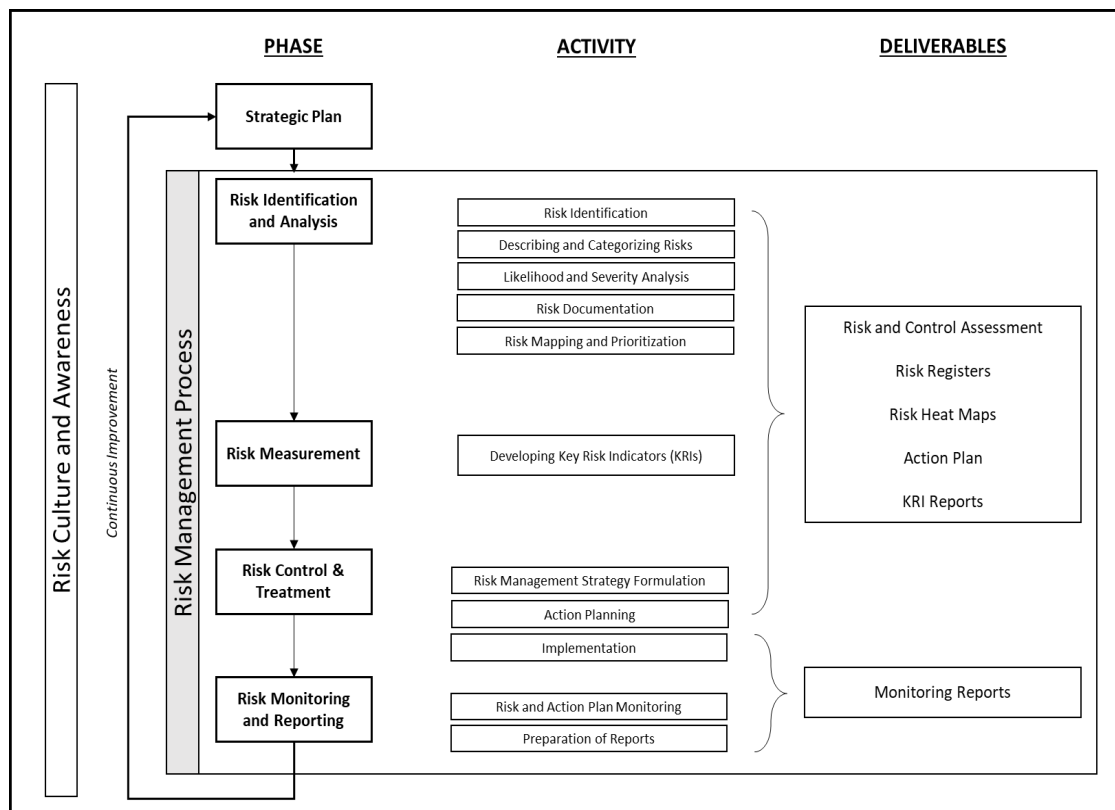 PHASE
ACTIVITY
DELIVERABLES
Risk Culture and Awareness
Continuous Improvement
Risk Management Process
Strategic Plan
Risk Identification
and Analysis
Risk Identification
Describing and Categorizing Risks
Likelihood and Severity Analysis
Risk Documentation
Risk Mapping and Prioritization
Risk Measurement
Developing Key Risk Indicators (KRIs)
Risk Control &
Treatment
Risk Management Strategy Formulation
Action Planning
Implementation
Risk Monitoring
and Reporting
Risk and Action Plan Monitoring
Preparation of Reports
Risk and Control Assessment
Risk Registers
Risk Heat Maps
Action Plan
KRI Reports
Monitoring Reports